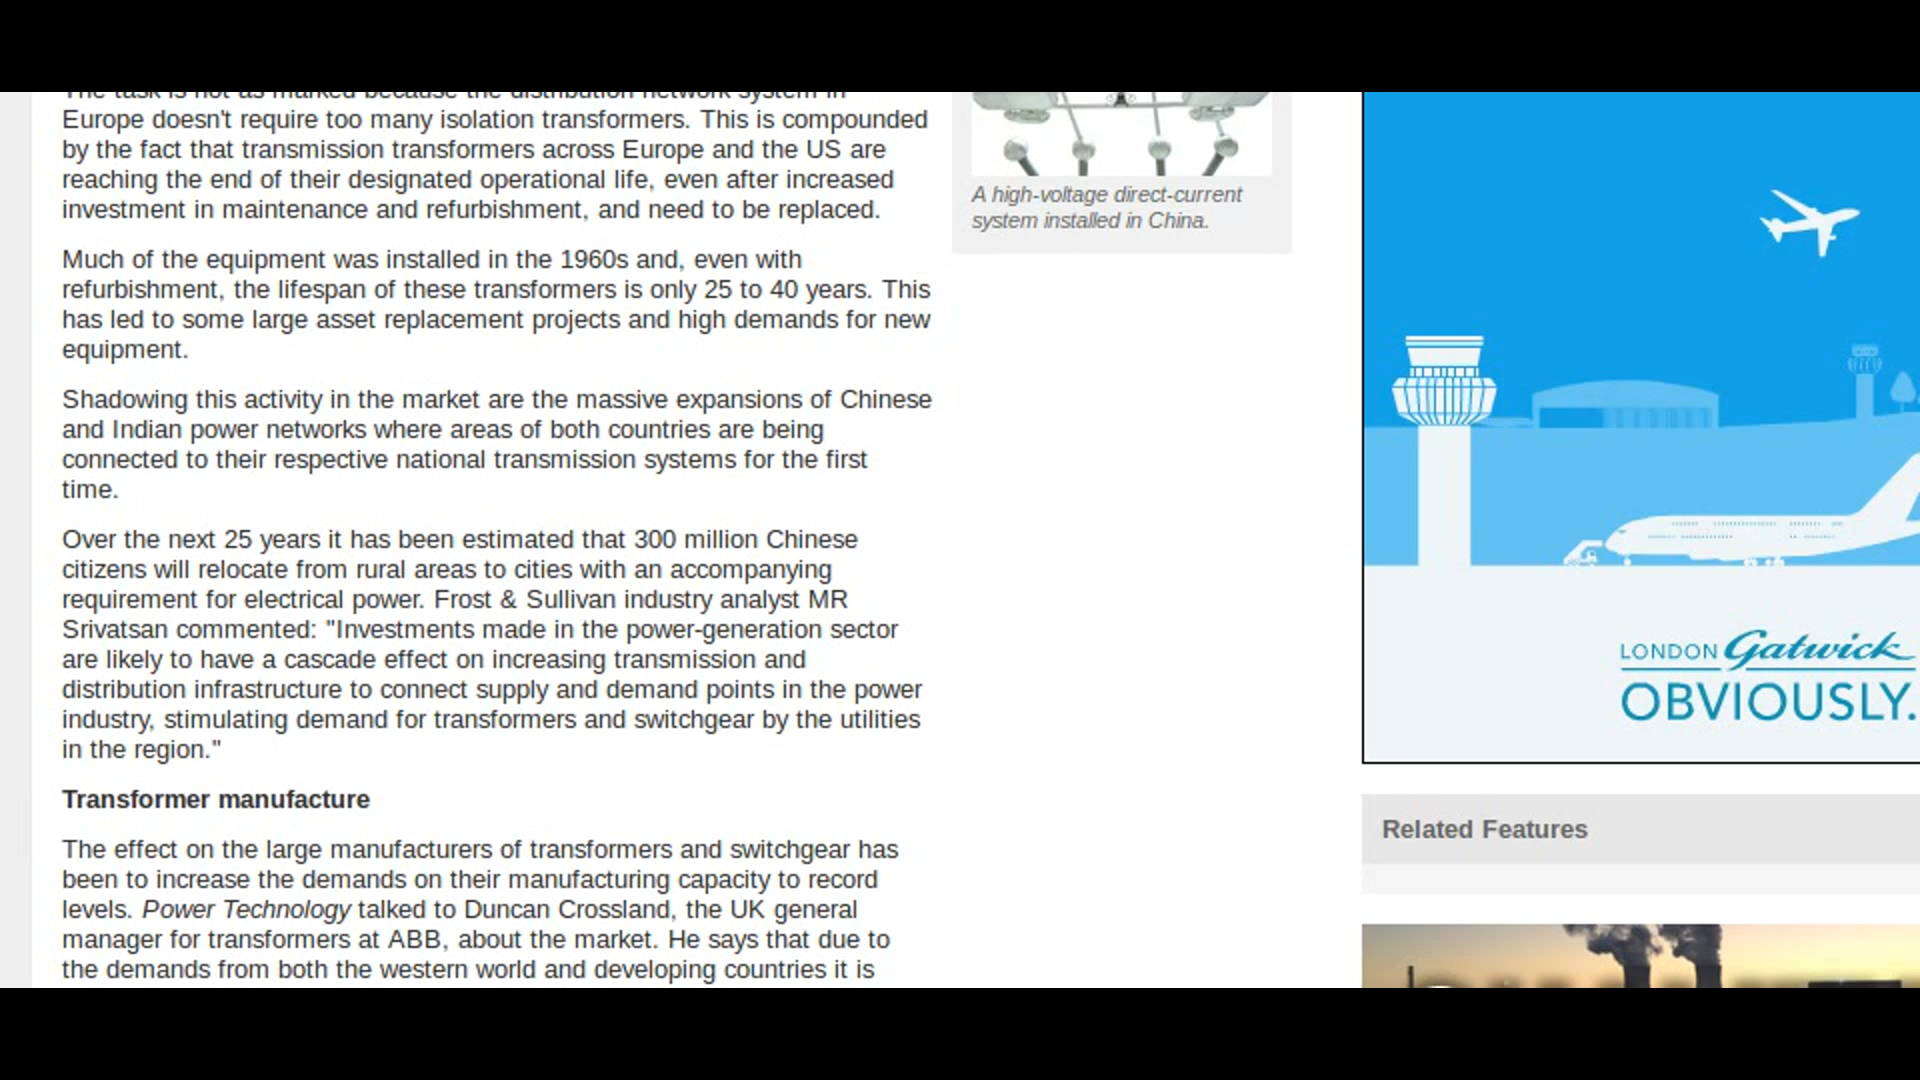 The task is not as marked because the distribution network system in
Europe doesn't require too many isolation transformers. This is compounded
by the fact that transmission transformers across Europe and the US are
reaching the end of their designated operational life, even after increased
investment in maintenance and refurbishment, and need to be replaced.
Much of the equipment was installed in the 1960s and, even with
refurbishment, the lifespan of these transformers is only 25 to 40 years. This
has led to some large asset replacement projects and high demands for new
equipment.
Shadowing this activity in the market are the massive expansions of Chinese
and Indian power networks where areas of both countries are being
connected to their respective national transmission systems for the first
time.
Over the next 25 years it has been estimated that 300 million Chinese
citizens will relocate from rural areas to cities with an accompanying
requirement for electrical power. Frost & Sullivan industry analyst MR
Srivatsan commented: "Investments made in the power-generation sector
are likely to have a cascade effect on increasing transmission and
distribution infrastructure to connect supply and demand points in the power
industry, stimulating demand for transformers and switchgear by the utilities
in the region."
Transformer manufacture
The effect on the large manufacturers of transformers and switchgear has
been to increase the demands on their manufacturing capacity to record
levels. Power Technology talked to Duncan Crossland, the UK general
manager for transformers at ABB, about the market. He says that due to
the demands from both the western world and developing countries it is
A high-voltage direct-current
system installed in China.
LONDON Gatwick
OBVIOUSLY.
Related Features